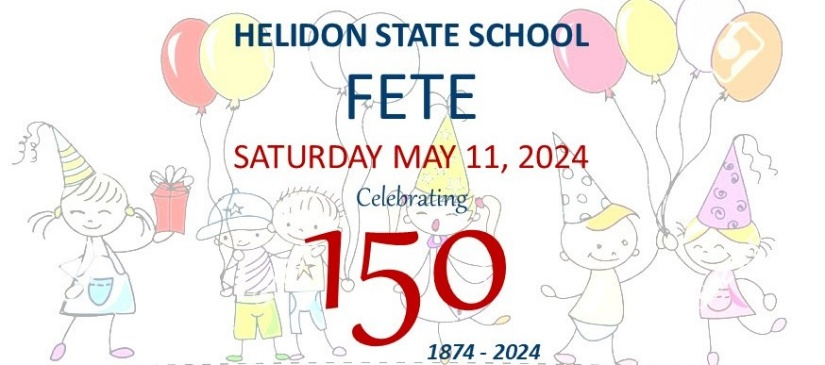 HELIDON STATE SCHOOL
FETE
SATURDAY MAY 11, 2024
Celebrating
150
1874 - 2024